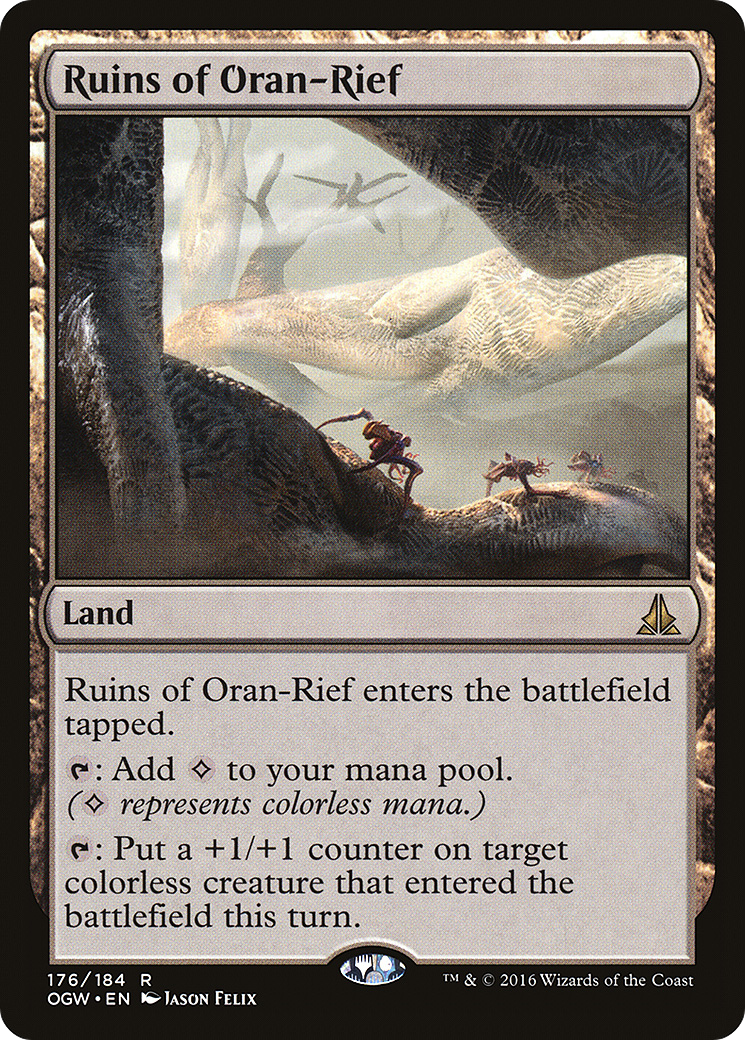 Ruins of Oran-Rief
Land
Ruins of Oran-Rief enters the battlefield
tapped.
: Add to your mana pool.
( represents colorless mana.)
: Put a +1/+1 counter on target
colorless creature that entered the
battlefield this turn.
176/184 R
OGW • EN Jason Felix
™ & © 2016 Wizards of the Coast